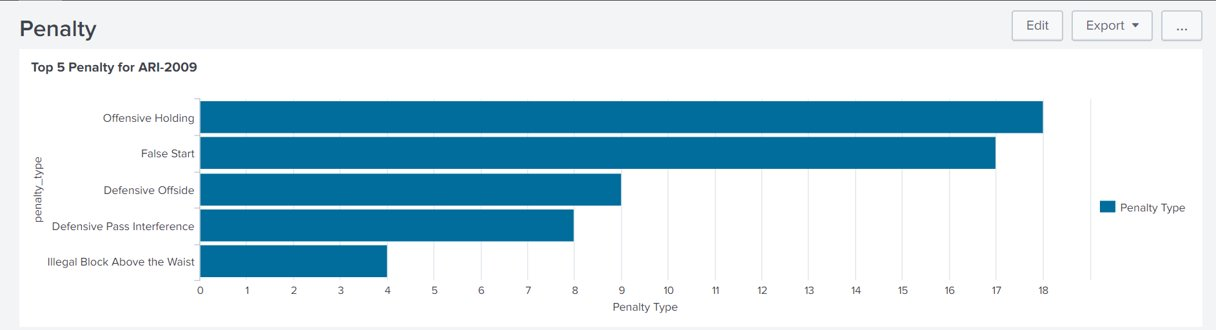 Penalty
Edit
Export
...
Top 5 Penalty for ARI-2009
penalty_type
Offensive Holding
False Start
Defensive Offside
Defensive Pass Interference
Illegal Block Above the Waist
0 1 2 3 4 5 6 7 8 9 10 11 12 13 14 15 16 17 18
Penalty Type
Penalty Type